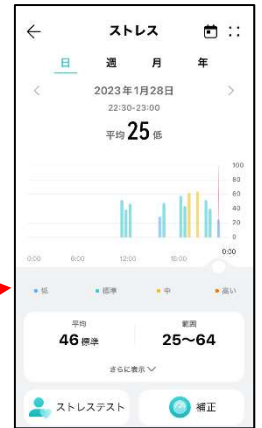 ストレス
日 週 月 年
2023年1月28日
22:30-23:00
平均 25 低
100
80
60
40
20
0
0:00 6:00 12:00 18:00 0:00
低 標準 中 高い
平均 範囲
46 標準 25~64
さらに表示
ストレステスト 補正